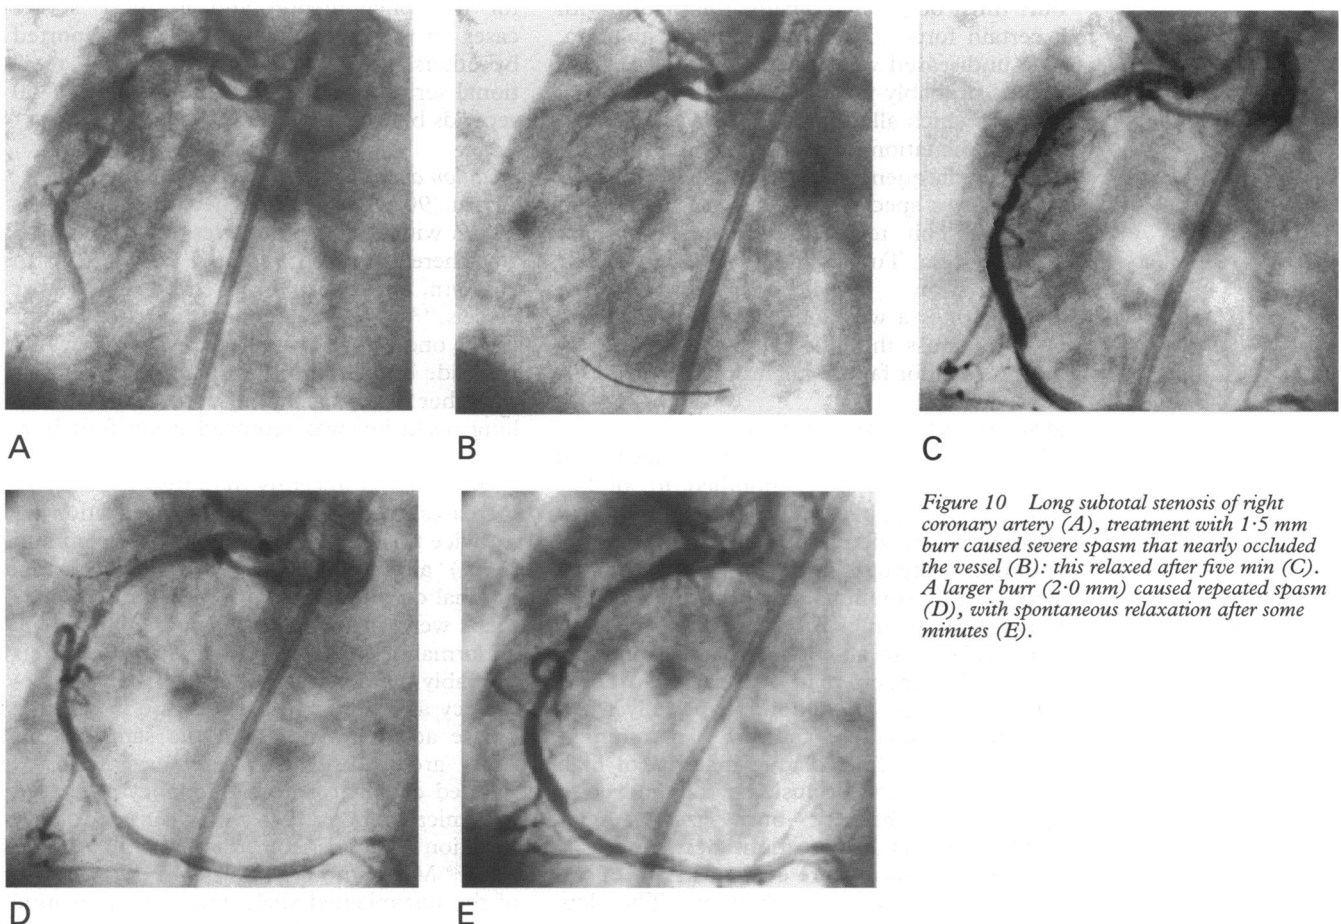 A
B
C
D
E
Figure 10 Long subtotal stenosis of right
coronary artery (A), treatment with 1·5 mm
burr caused severe spasm that nearly occluded
the vessel (B): this relaxed after five min (C).
A larger burr (2·0 mm) caused repeated spasm
(D), with spontaneous relaxation after some
minutes (E).